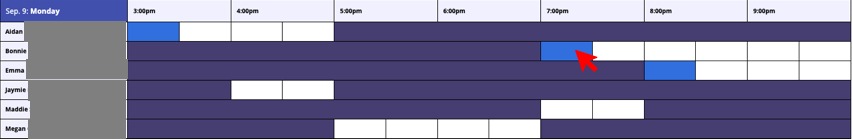 Sep. 9: Monday 3:00pm 4:00pm 5:00pm 6:00pm 7:00pm 8:00pm 9:00pm
Aidan
Bonnie
Emma
Jaymie
Maddie
Megan